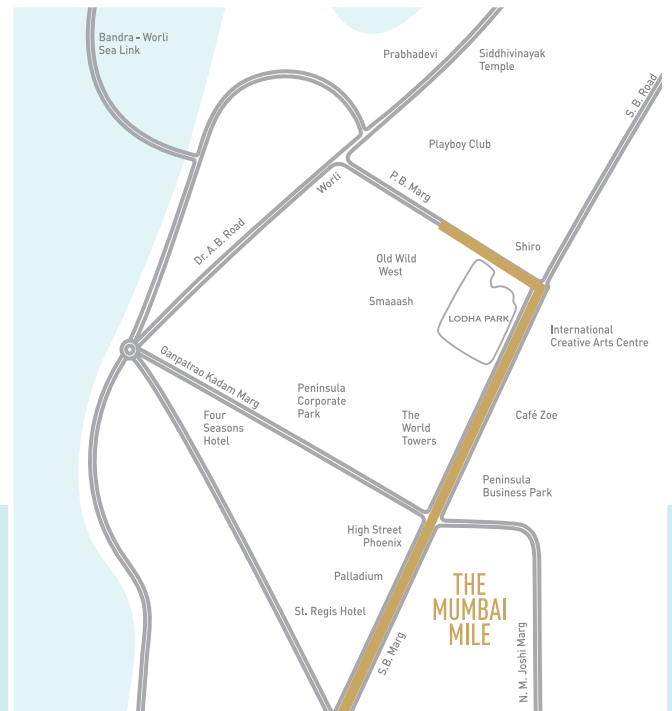 Bandra - Worli
Sea Link
Prabhadevi
Siddhivinayak
Temple
S. B. Road
Playboy Club
Worli
P. B. Marg
Dr. A. B. Road
Shiro
Old Wild
West
Smaaash
LODHA PARK
International
Creative Arts Centre
Ganpatrao Kadam Marg
Peninsula
Corporate
Park
Four
Seasons
Hotel
The
World
Towers
Café Zoe
Peninsula
Business Park
High Street
Phoenix
Palladium
St. Regis Hotel
S.B. Marg
THE
MUMBAI
MILE
N. M. Joshi Marg